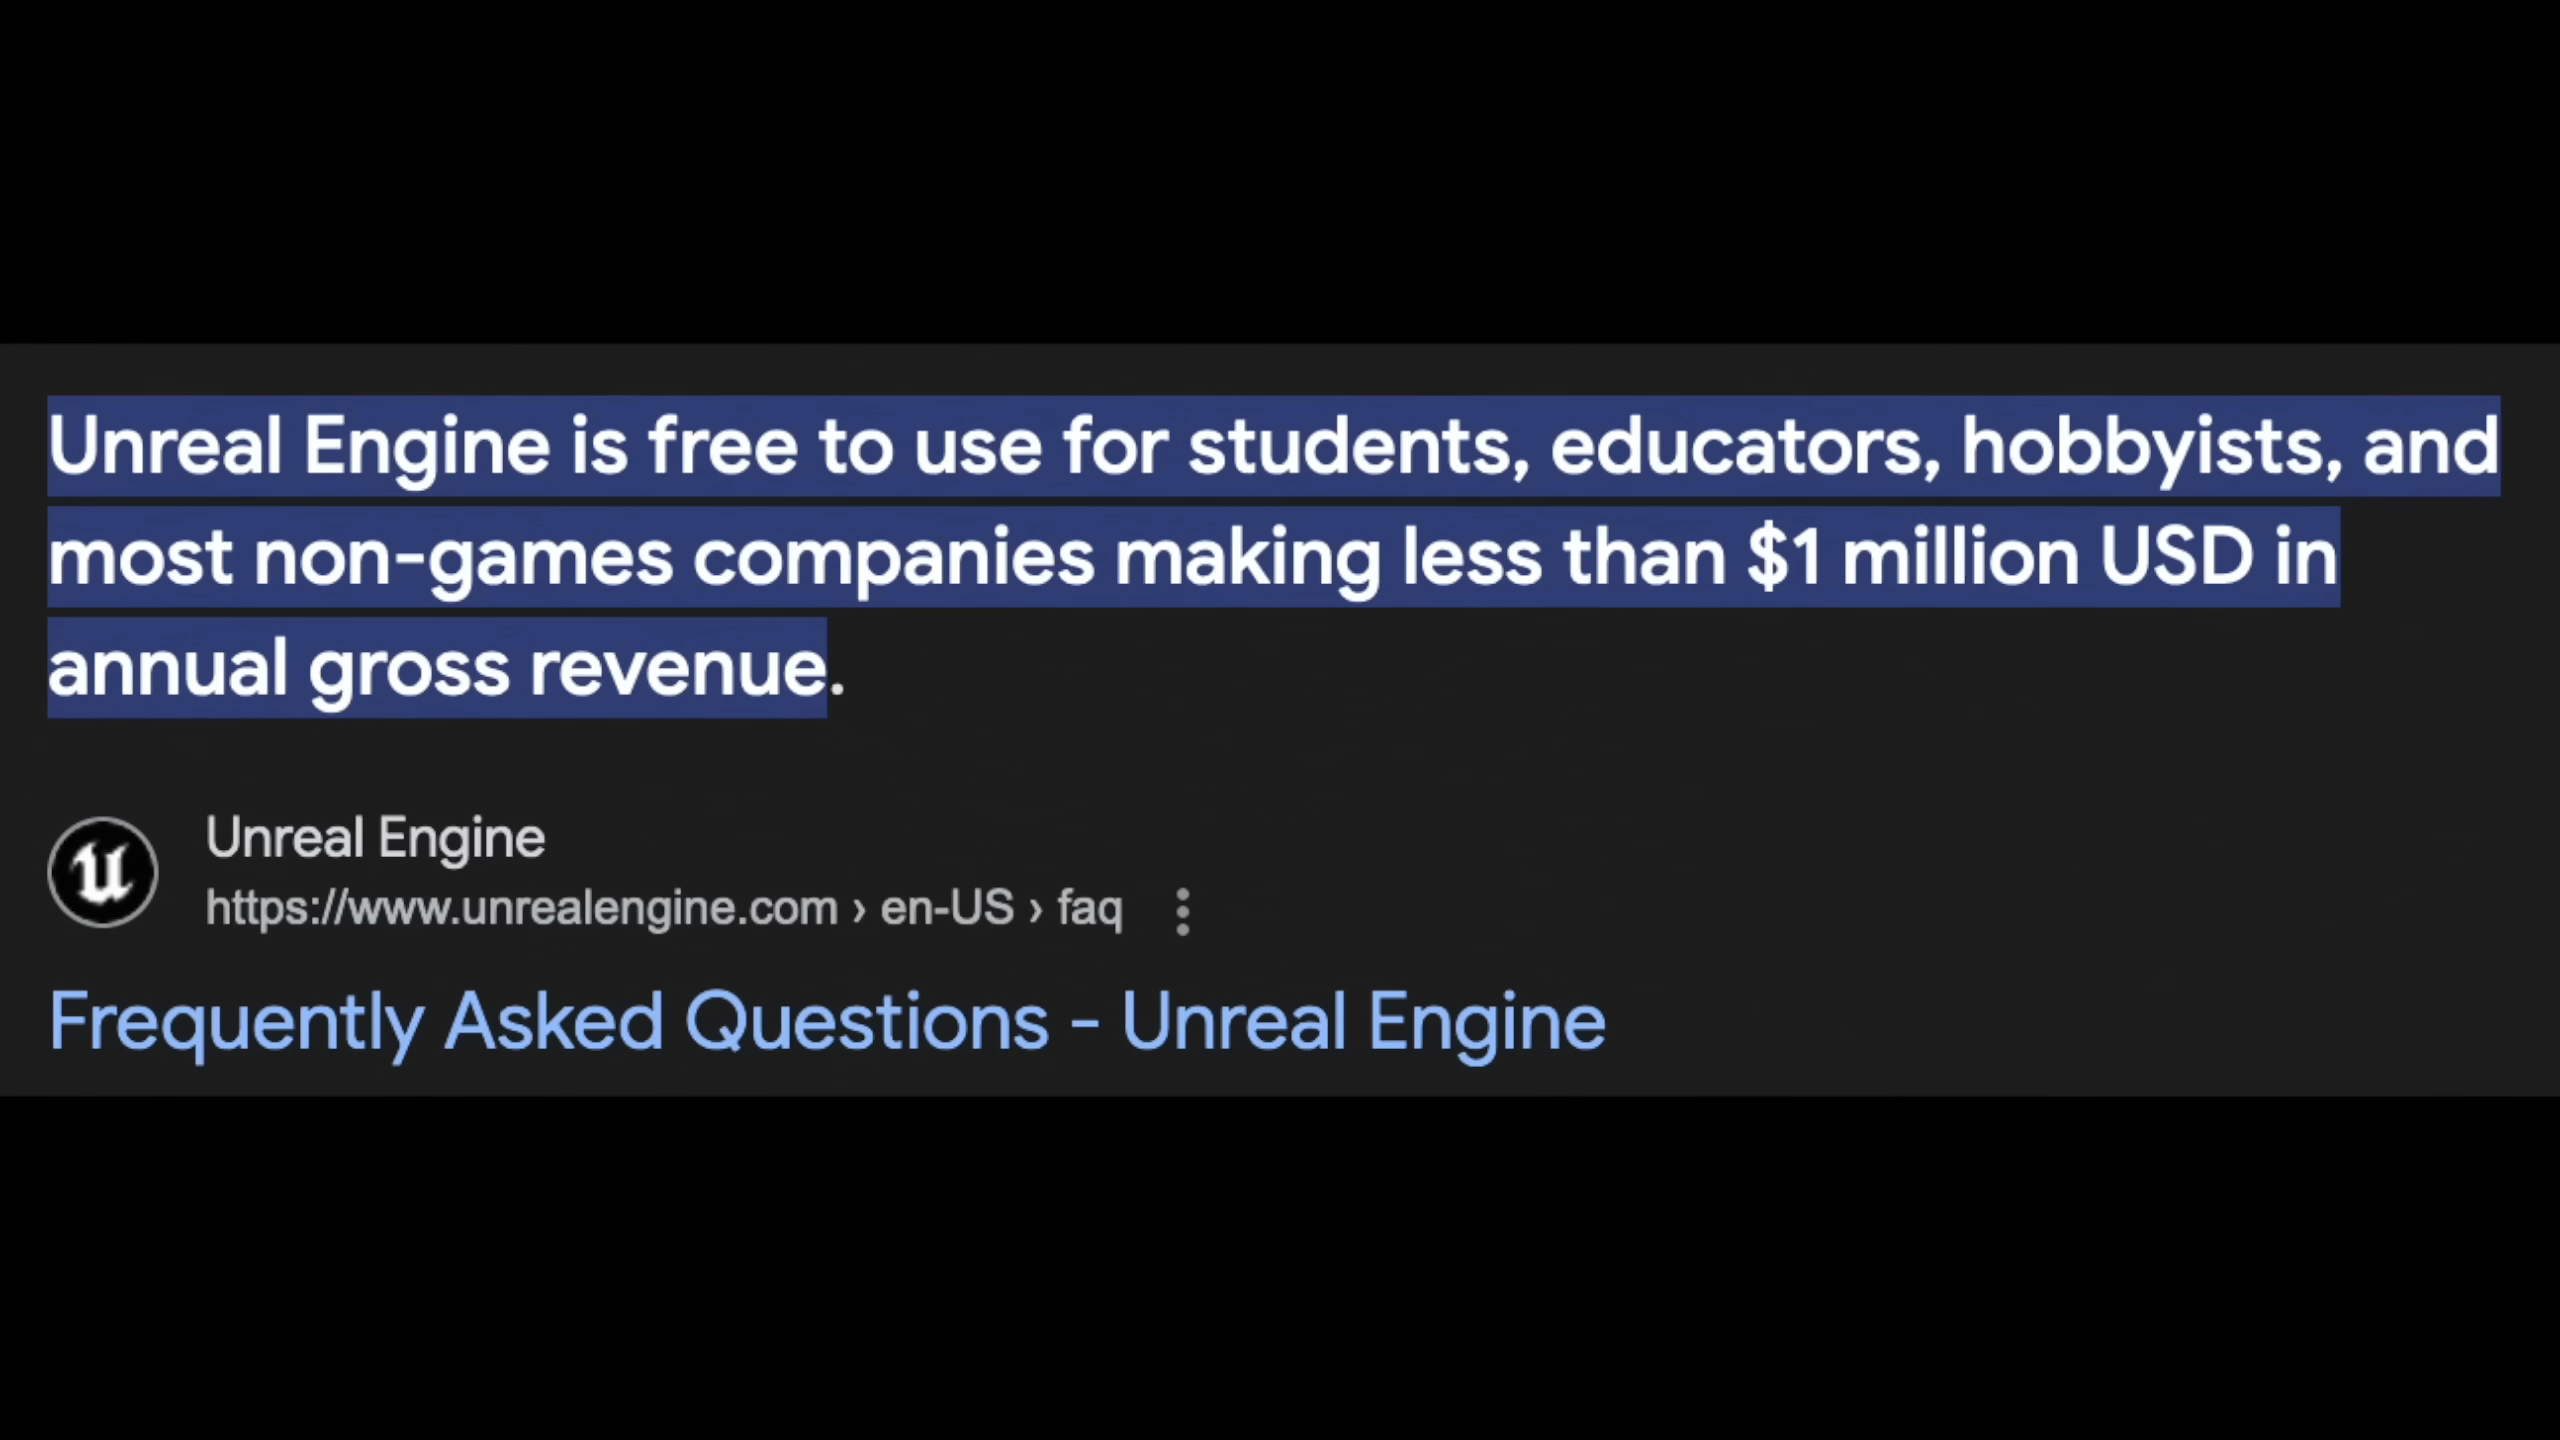 Unreal Engine is free to use for students, educators, hobbyists, and
most non-games companies making less than $1 million USD in
annual gross revenue.
Unreal Engine
https://www.unrealengine.com › en-US › faq
Frequently Asked Questions - Unreal Engine